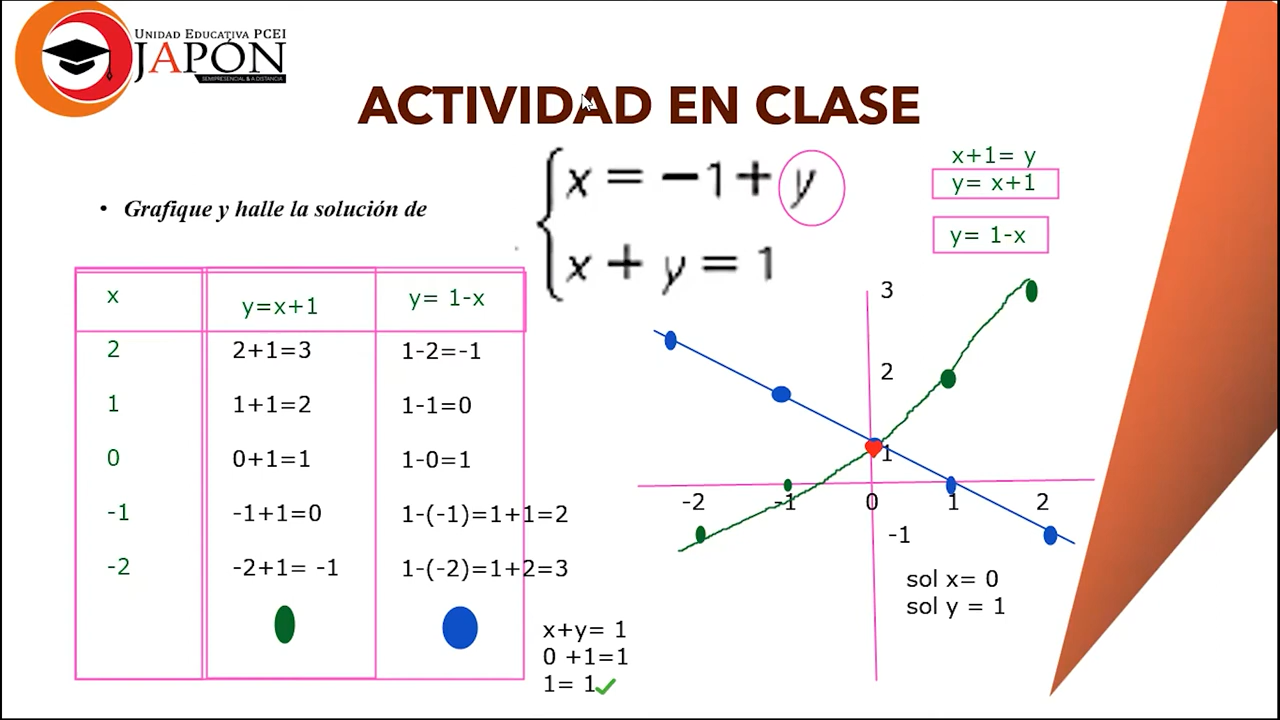 UNIDAD EDUCATIVA PCEI
JAPÓN
SEMIPRESENCIAL & A DISTANCIA
ACTIVIDAD EN CLASE
• Grafique y halle la solución de
x = −1 + y
x + y = 1
x+1= y
y= x+1
y= 1-x
x y=x+1 y= 1-x
2 2+1=3 1-2=-1
1 1+1=2 1-1=0
0 0+1=1 1-0=1
-1 -1+1=0 1-(-1)=1+1=2
-2 -2+1= -1 1-(-2)=1+2=3
3
2
1
-2 -1 0 1 2
-1
sol x= 0
sol y = 1
x+y= 1
0 +1=1
1= 1